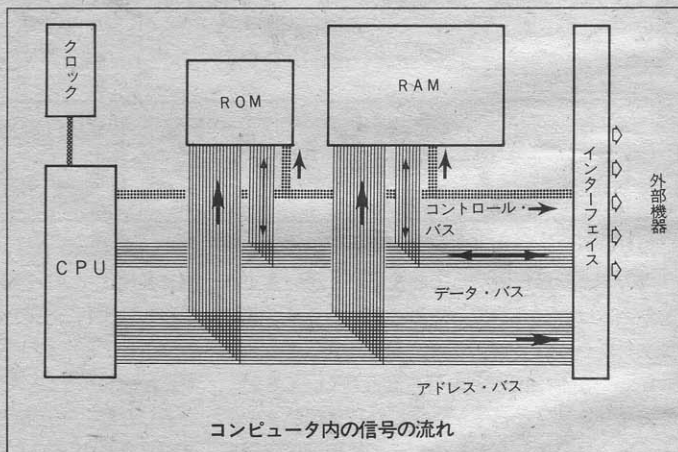 クロック
ROM
RAM
CPU
コントロール・
バス
データ・バス
アドレス・バス
インターフェイス
外部機器
コンピュータ内の信号の流れ